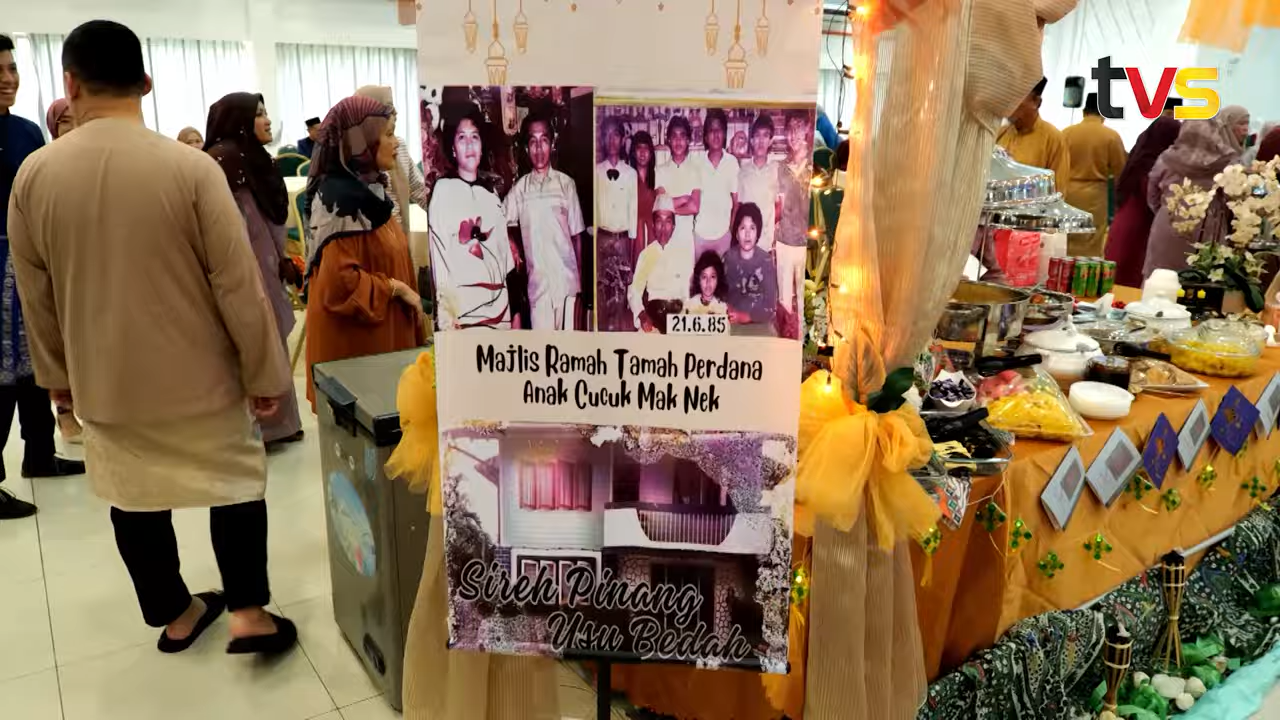 tvs
21.6.85
Majlis Ramah Tamah Perdana
Anak Cucuk Mak Nek
Sireh Pinang
Usu Bedah